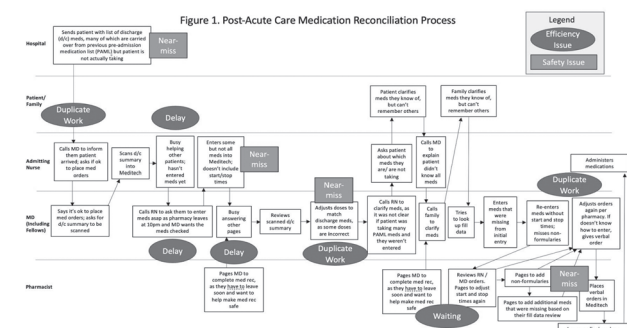 Figure 1. Post-Acute Care Medication Reconciliation Process
Legend
Efficiency
Issue
Safety Issue
Hospital
Sends patient with list of discharge
(d/c) meds, many of which are carried
over from previous pre-admission
medication list (PAML) but patient is
not actually taking
Near-
miss
Patient/
Family
Duplicate
Work
Delay
Patient clarifies
meds they know of,
but can't
remember others
Family clarifies
meds they know of,
but can't
remember others
Admitting
Nurse
Calls MD to inform
them patient
arrived; asks if ok
to place med
orders
Scans d/c
summary
into
Meditech
Busy
helping
other
patients;
hasn't
entered
meds yet
Enters some
but not all
meds into
Meditech;
doesn't include
start/stop
times
Near-
miss
Asks patient
about which
meds they
are/ are not
taking
Calls MD
to
explain
patient
didn't
know all
meds
Administers
medications
MD
(Including
Fellow)
Says it's ok to place
med orders; asks for
d/c summary to be
scanned
Calls RN to ask them to enter
meds asap as pharmacy leaves
at 10pm and MD wants the
meds checked
Busy
answering
other
pages
Reviews
scanned d/c
summary
Near-
miss
Adjusts doses to
match
discharge meds,
as some doses
are incorrect
Duplicate
Work
Calls RN to
clarify meds, as
it was not clear
if patient was
taking many
PAML meds and
they weren't
entered
Calls
family
to
clarify
meds
Tries
to look
up fill
data
Enters meds
that were
missing from
initial
entry
Re-enters
meds without
start and stop
times;
misses non-
formularies
Duplicate
Work
Adjusts orders
again per
pharmacy. If
doesn't know
how to enter,
gives verbal
order
Delay
Delay
Pharmacist
Pages MD to
complete med rec,
as they have to leave
soon and want to
help make med rec
safe
Pages MD to
complete med rec,
as they have to leave
soon and want to
help make med rec
safe
Waiting
Reviews RN /
MD orders.
Pages to adjust
start and stop
times again
Pages to add
non-formularies
Near-
miss
Pages to add additional meds
that were missing based on
their fill data review
Places
verbal
orders in
Meditech